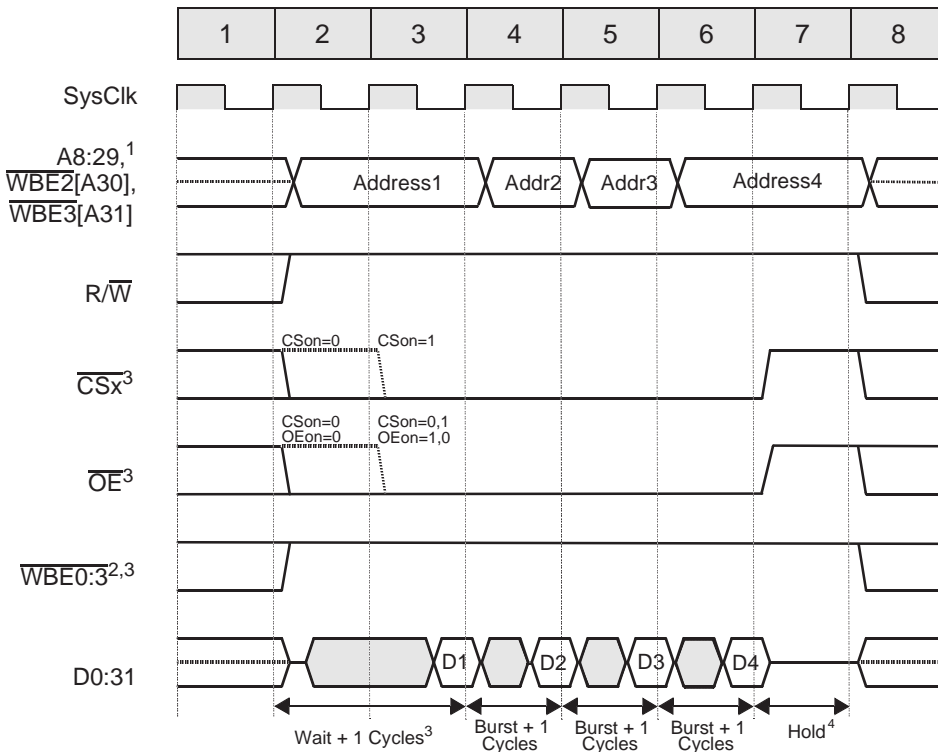 1 2 3 4 5 6 7 8
SysClk
A8:29,1
WBE2[A30],
WBE3[A31]
Address1 Addr2 Addr3 Address4
R/W
CSon=0 CSon=1
CSx3
CSon=0 CSon=0,1
OEon=0 OEon=1,0
OE3
WBE0:32,3
D0:31
D1 D2 D3 D4
Wait + 1 Cycles3
Burst + 1
Cycles
Burst + 1
Cycles
Burst + 1
Cycles
Hold4